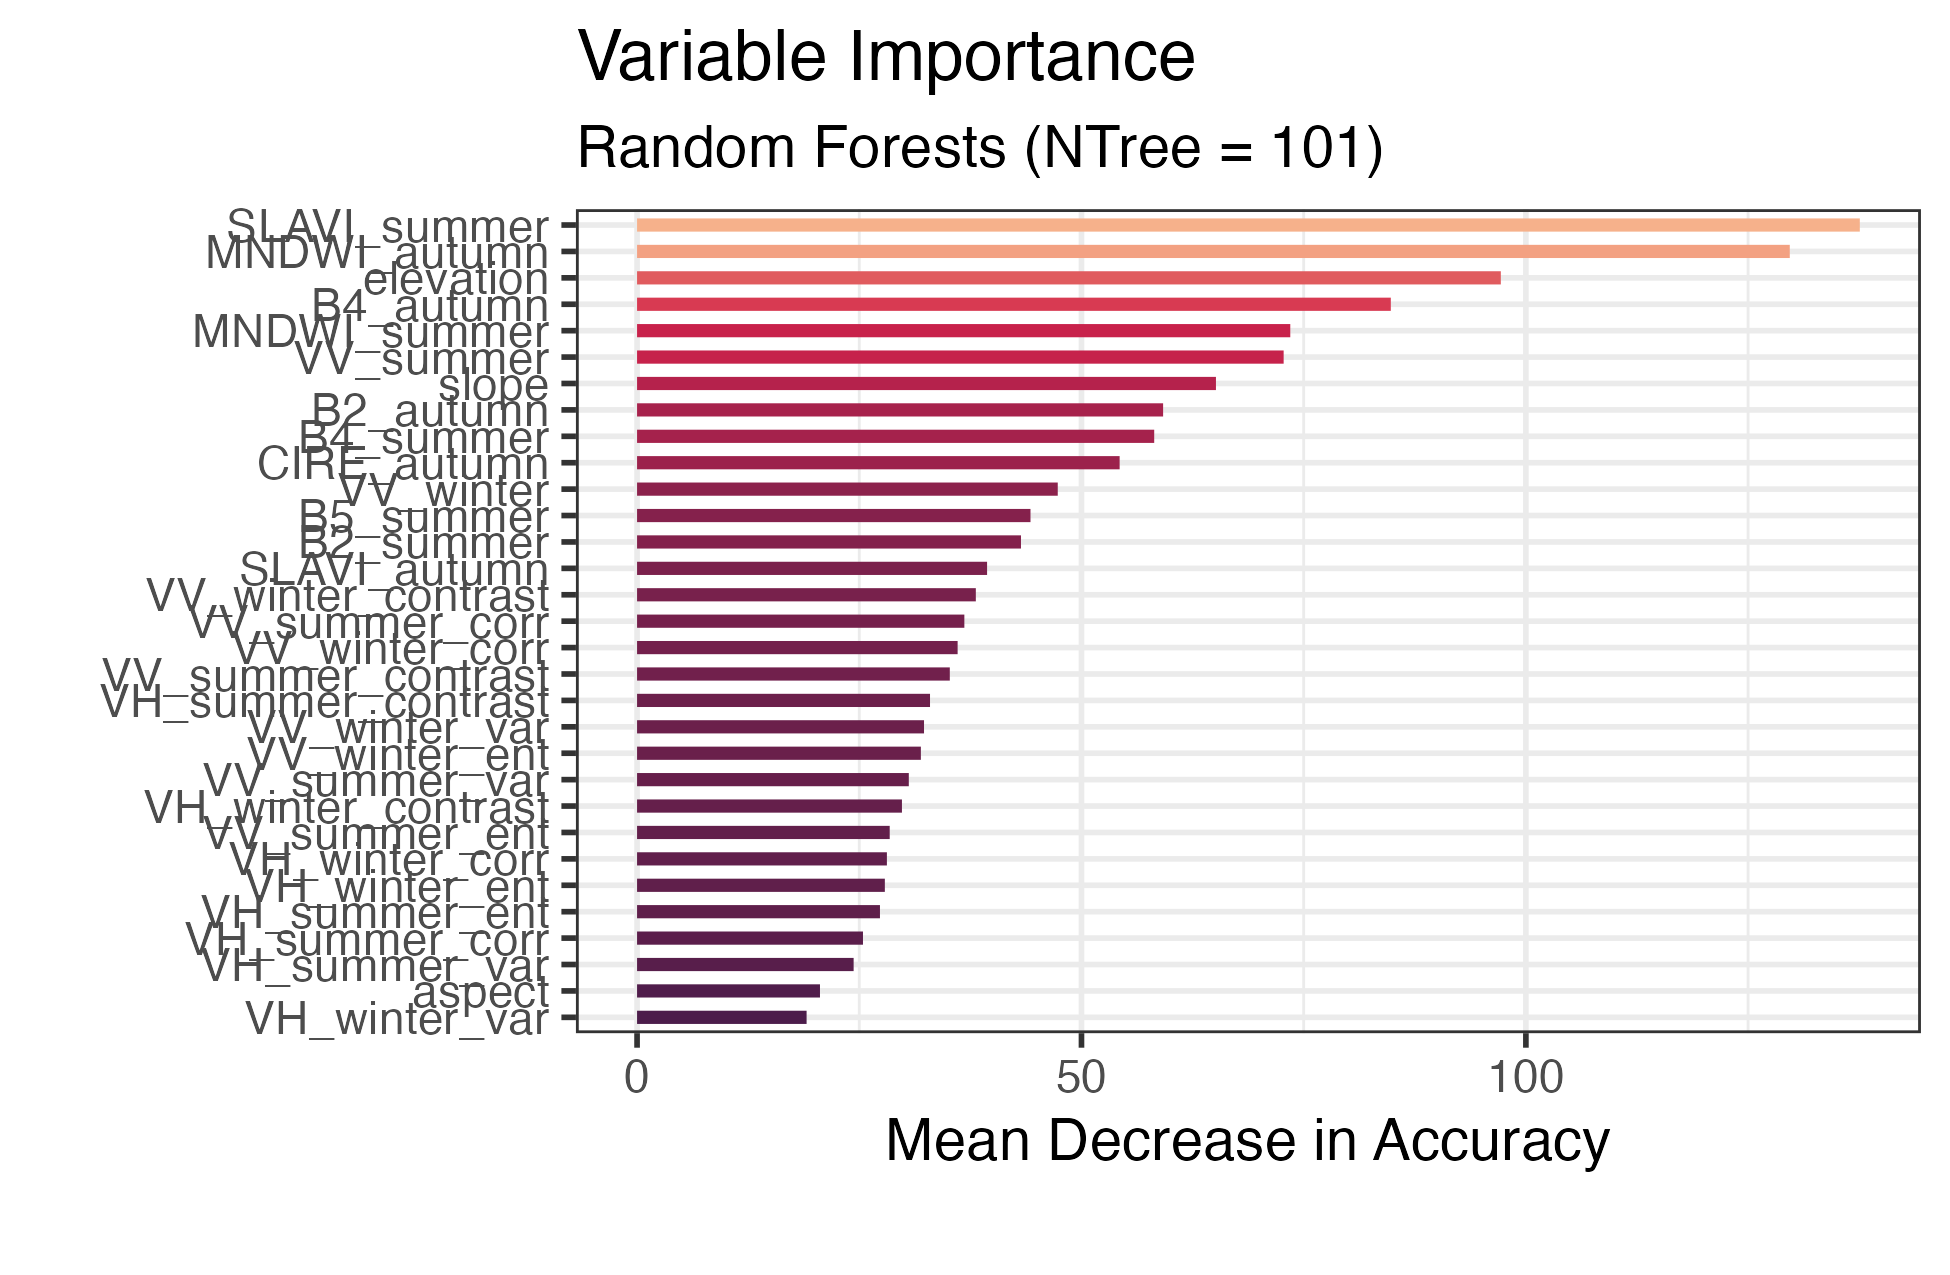 Variable Importance
Random Forests (NTree = 101)
SLAVI_summer
MNDWI_autumn
elevation
B4_autumn
MNDWI_summer
VV_summer
slope
B2_autumn
B4_summer
CIRE_autumn
VV_winter
B5_summer
B2_summer
SLAVI_autumn
VV_winter_contrast
VV_summer_corr
VV_winter_corr
VV_summer_contrast
VH_summer_contrast
VV_winter_var
VV_winter_ent
VV_summer_var
VH_winter_contrast
VV_summer_ent
VH_winter_corr
VH_winter_ent
VH_summer_ent
VH_summer_corr
VH_summer_var
aspect
VH_winter_var
0 50 100
Mean Decrease in Accuracy